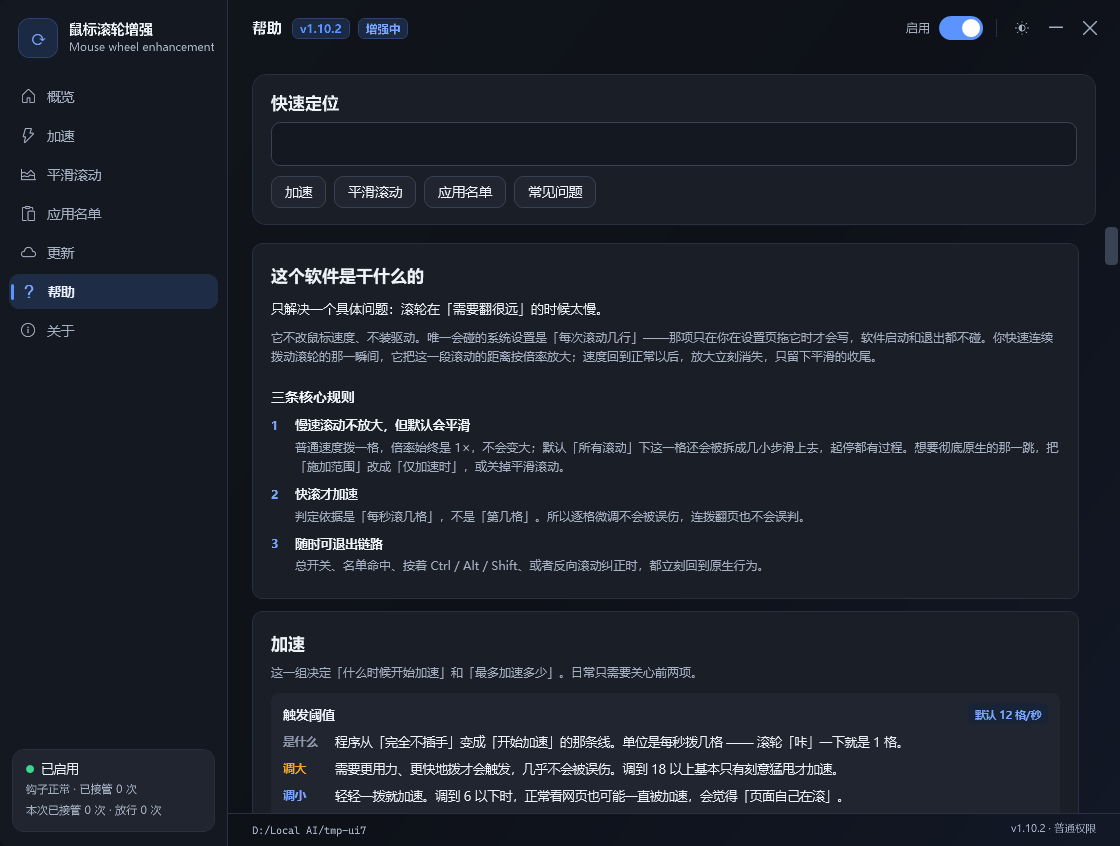 鼠标滚轮增强
Mouse wheel enhancement
概览
加速
平滑滚动
应用名单
更新
? 帮助
关于
已启用
钩子正常 · 已接管 0 次
本次已接管 0 次 · 放行 0 次
帮助 v1.10.2 增强中
启用
快速定位
加速 平滑滚动 应用名单 常见问题
这个软件是干什么的
只解决一个具体问题：滚轮在「需要翻很远」的时候太慢。
它不改鼠标速度、不装驱动。唯一会碰的系统设置是「每次滚动几行」——那项只在你在设置页拖它时才会写，软件启动和退出都不碰。你快速连续
拨动滚轮的那一瞬间，它把这一段滚动的距离按倍率放大；速度回到正常以后，放大立刻消失，只留下平滑的收尾。
三条核心规则
1 慢速滚动不放大，但默认会平滑
普通速度拨一格，倍率始终是 1×，不会变大；默认「所有滚动」下这一格还会被拆成几小步滑上去，起停都有过程。想要彻底原生的那一跳，把
「施加范围」改成「仅加速时」，或关掉平滑滚动。
2 快滚才加速
判定依据是「每秒滚几格」，不是「第几格」。所以逐格微调不会被误伤，连拨翻页也不会误判。
3 随时可退出链路
总开关、名单命中、按着 Ctrl / Alt / Shift、或者反向滚动纠正时，都立刻回到原生行为。
加速
这一组决定「什么时候开始加速」和「最多加速多少」。日常只需要关心前两项。
触发阈值 默认 12 格/秒
是什么 程序从「完全不插手」变成「开始加速」的那条线。单位是每秒拨几格 —— 滚轮「咔」一下就是 1 格。
调大 需要更用力、更快地拨才会触发，几乎不会被误伤。调到 18 以上基本只有刻意猛甩才加速。
调小 轻轻一拨就加速。调到 6 以下时，正常看网页也可能一直被加速，会觉得「页面自己在滚」。
D:/Local AI/tmp-ui7
v1.10.2 · 普通权限